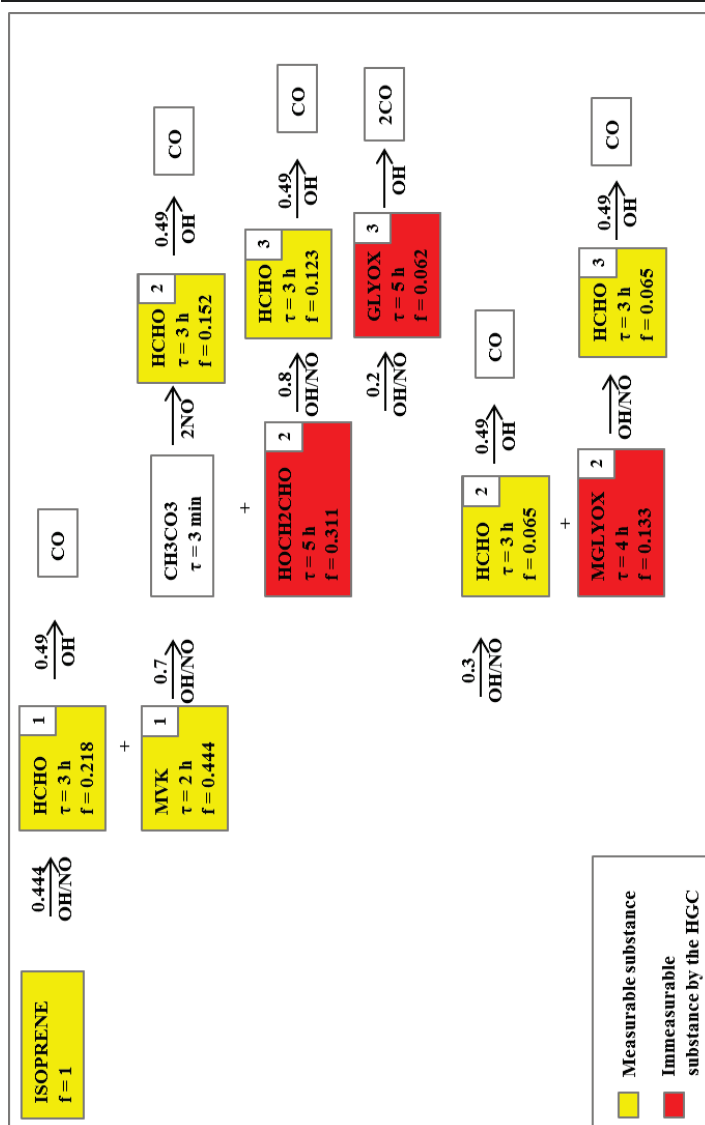 ISOPRENE
f = 1
0.444
OH/NO
HCHO
1
τ = 3 h
f = 0.218
0.49
OH
CO
+
MVK
1
τ = 2 h
f = 0.444
0.7
OH/NO
CH3CO3
τ = 3 min
2NO
HCHO
2
τ = 3 h
f = 0.152
0.49
OH
CO
+
HOCH2CHO
2
τ = 5 h
f = 0.311
0.8
OH/NO
HCHO
3
τ = 3 h
f = 0.123
0.49
OH
CO
0.2
OH/NO
GLYOX
3
τ = 5 h
f = 0.062
OH
2CO
0.3
OH/NO
HCHO
2
τ = 3 h
f = 0.065
0.49
OH
CO
+
MGLYOX
2
τ = 4 h
f = 0.133
OH/NO
HCHO
3
τ = 3 h
f = 0.065
0.49
OH
CO
Measurable substance
Immeasurable
substance by the HGC